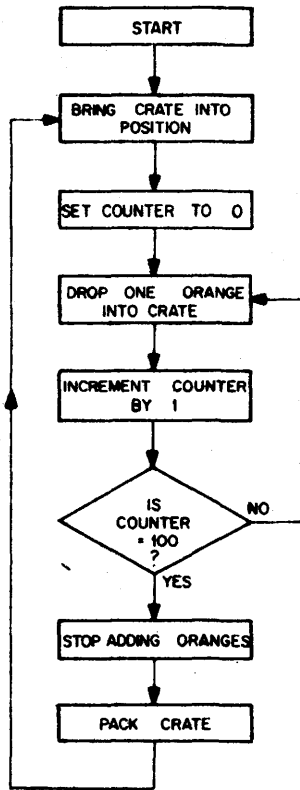 START
BRING CRATE INTO
POSITION
SET COUNTER TO 0
DROP ONE ORANGE
INTO CRATE
INCREMENT COUNTER
BY 1
IS
COUNTER
= 100
?
NO
YES
STOP ADDING ORANGES
PACK CRATE